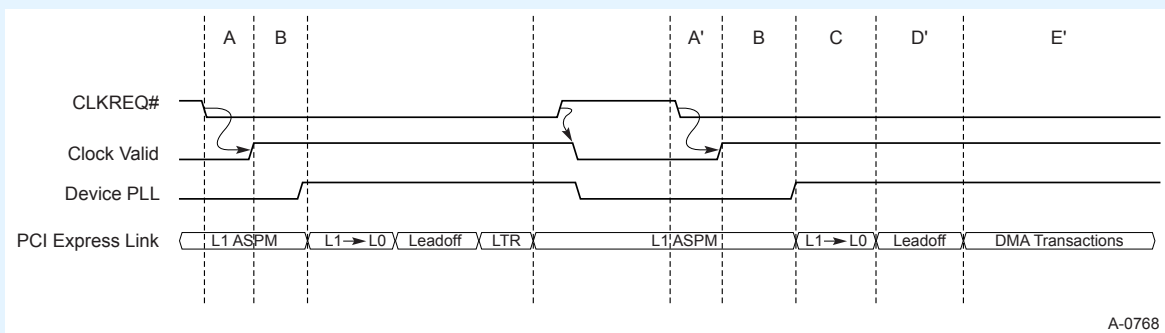 A B A' B C D' E'
CLKREQ#
Clock Valid
Device PLL
PCI Express Link L1 ASPM L1→L0 Leadoff LTR L1 ASPM L1→L0 Leadoff DMA Transactions
A-0768